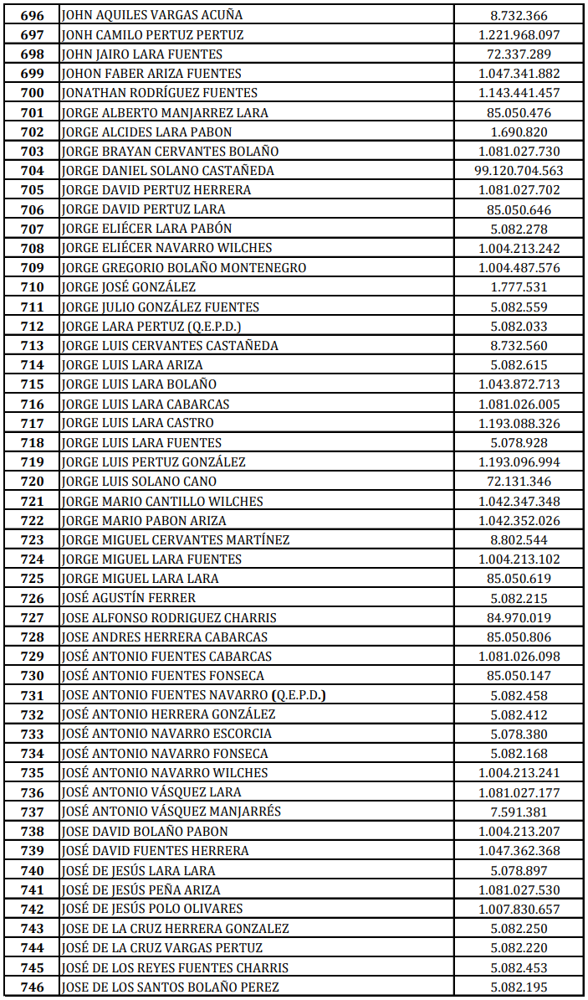 696 JOHN AQUILES VARGAS ACUÑA 8.732.366
697 JONH CAMILO PERTUZ PERTUZ 1.221.968.097
698 JOHN JAIRO LARA FUENTES 72.337.289
699 JOHON FABER ARIZA FUENTES 1.047.341.882
700 JONATHAN RODRÍGUEZ FUENTES 1.143.441.457
701 JORGE ALBERTO MANJARREZ LARA 85.050.476
702 JORGE ALCIDES LARA PABON 1.690.820
703 JORGE BRAYAN CERVANTES BOLAÑO 1.081.027.730
704 JORGE DANIEL SOLANO CASTAÑEDA 99.120.704.563
705 JORGE DAVID PERTUZ HERRERA 1.081.027.702
706 JORGE DAVID PERTUZ LARA 85.050.646
707 JORGE ELIÉCER LARA PABÓN 5.082.278
708 JORGE ELIÉCER NAVARRO WILCHES 1.004.213.242
709 JORGE GREGORIO BOLAÑO MONTENEGRO 1.004.487.576
710 JORGE JOSÉ GONZÁLEZ 1.777.531
711 JORGE JULIO GONZÁLEZ FUENTES 5.082.559
712 JORGE LARA PERTUZ (Q.E.P.D.) 5.082.033
713 JORGE LUIS CERVANTES CASTAÑEDA 8.732.560
714 JORGE LUIS LARA ARIZA 5.082.615
715 JORGE LUIS LARA BOLAÑO 1.043.872.713
716 JORGE LUIS LARA CABARCAS 1.081.026.005
717 JORGE LUIS LARA CASTRO 1.193.088.326
718 JORGE LUIS LARA FUENTES 5.078.928
719 JORGE LUIS PERTUZ GONZÁLEZ 1.193.096.994
720 JORGE LUIS SOLANO CANO 72.131.346
721 JORGE MARIO CANTILLO WILCHES 1.042.347.348
722 JORGE MARIO PABON ARIZA 1.042.352.026
723 JORGE MIGUEL CERVANTES MARTÍNEZ 8.802.544
724 JORGE MIGUEL LARA FUENTES 1.004.213.102
725 JORGE MIGUEL LARA LARA 85.050.619
726 JOSÉ AGUSTÍN FERRER 5.082.215
727 JOSE ALFONSO RODRIGUEZ CHARRIS 84.970.019
728 JOSE ANDRES HERRERA CABARCAS 85.050.806
729 JOSÉ ANTONIO FUENTES CABARCAS 1.081.026.098
730 JOSÉ ANTONIO FUENTES FONSECA 85.050.147
731 JOSE ANTONIO FUENTES NAVARRO (Q.E.P.D.) 5.082.458
732 JOSÉ ANTONIO HERRERA GONZÁLEZ 5.082.412
733 JOSÉ ANTONIO NAVARRO ESCORCIA 5.078.380
734 JOSÉ ANTONIO NAVARRO FONSECA 5.082.168
735 JOSÉ ANTONIO NAVARRO WILCHES 1.004.213.241
736 JOSÉ ANTONIO VÁSQUEZ LARA 1.081.027.177
737 JOSÉ ANTONIO VÁSQUEZ MANJARRÉS 7.591.381
738 JOSE DAVID BOLAÑO PABON 1.004.213.207
739 JOSÉ DAVID FUENTES HERRERA 1.047.362.368
740 JOSÉ DE JESÚS LARA LARA 5.078.897
741 JOSÉ DE JESÚS PEÑA ARIZA 1.081.027.530
742 JOSÉ DE JESÚS POLO OLIVARES 1.007.830.657
743 JOSE DE LA CRUZ HERRERA GONZALEZ 5.082.250
744 JOSÉ DE LA CRUZ VARGAS PERTUZ 5.082.220
745 JOSÉ DE LOS REYES FUENTES CHARRIS 5.082.453
746 JOSE DE LOS SANTOS BOLAÑO PEREZ 5.082.195